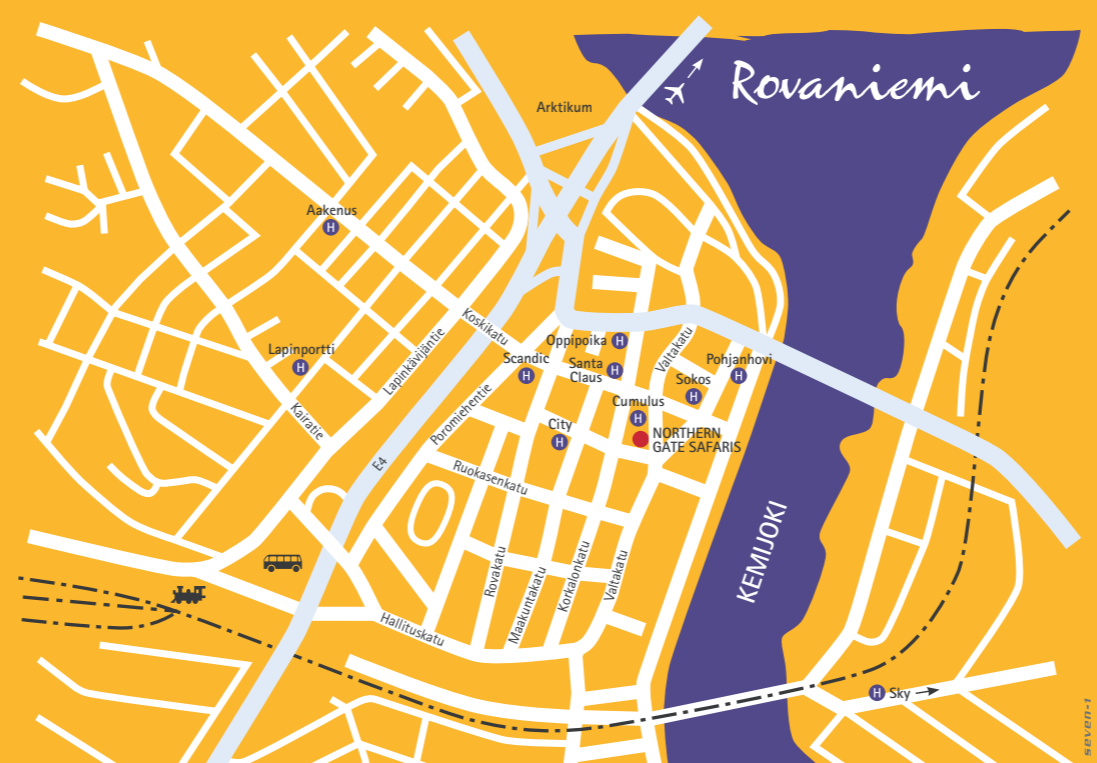 Rovaniemi
Arktikum
Aakenus
H
Koskikatu
Lapinkävijäntie
Oppipoika H
Valtakatu
Lapinportti
H
Scandic
H
Santa
Claus
H
Pohjanhovi
H
Sokos
H
Kairatie
Poromiehentie
Cumulus
H
City
H
NORTHERN
GATE SAFARIS
E4
Ruokasenkatu
KEMIJOKI
Rovakatu
Maakuntakatu
Korkalonkatu
Valtakatu
Hallituskatu
H Sky
seven-1